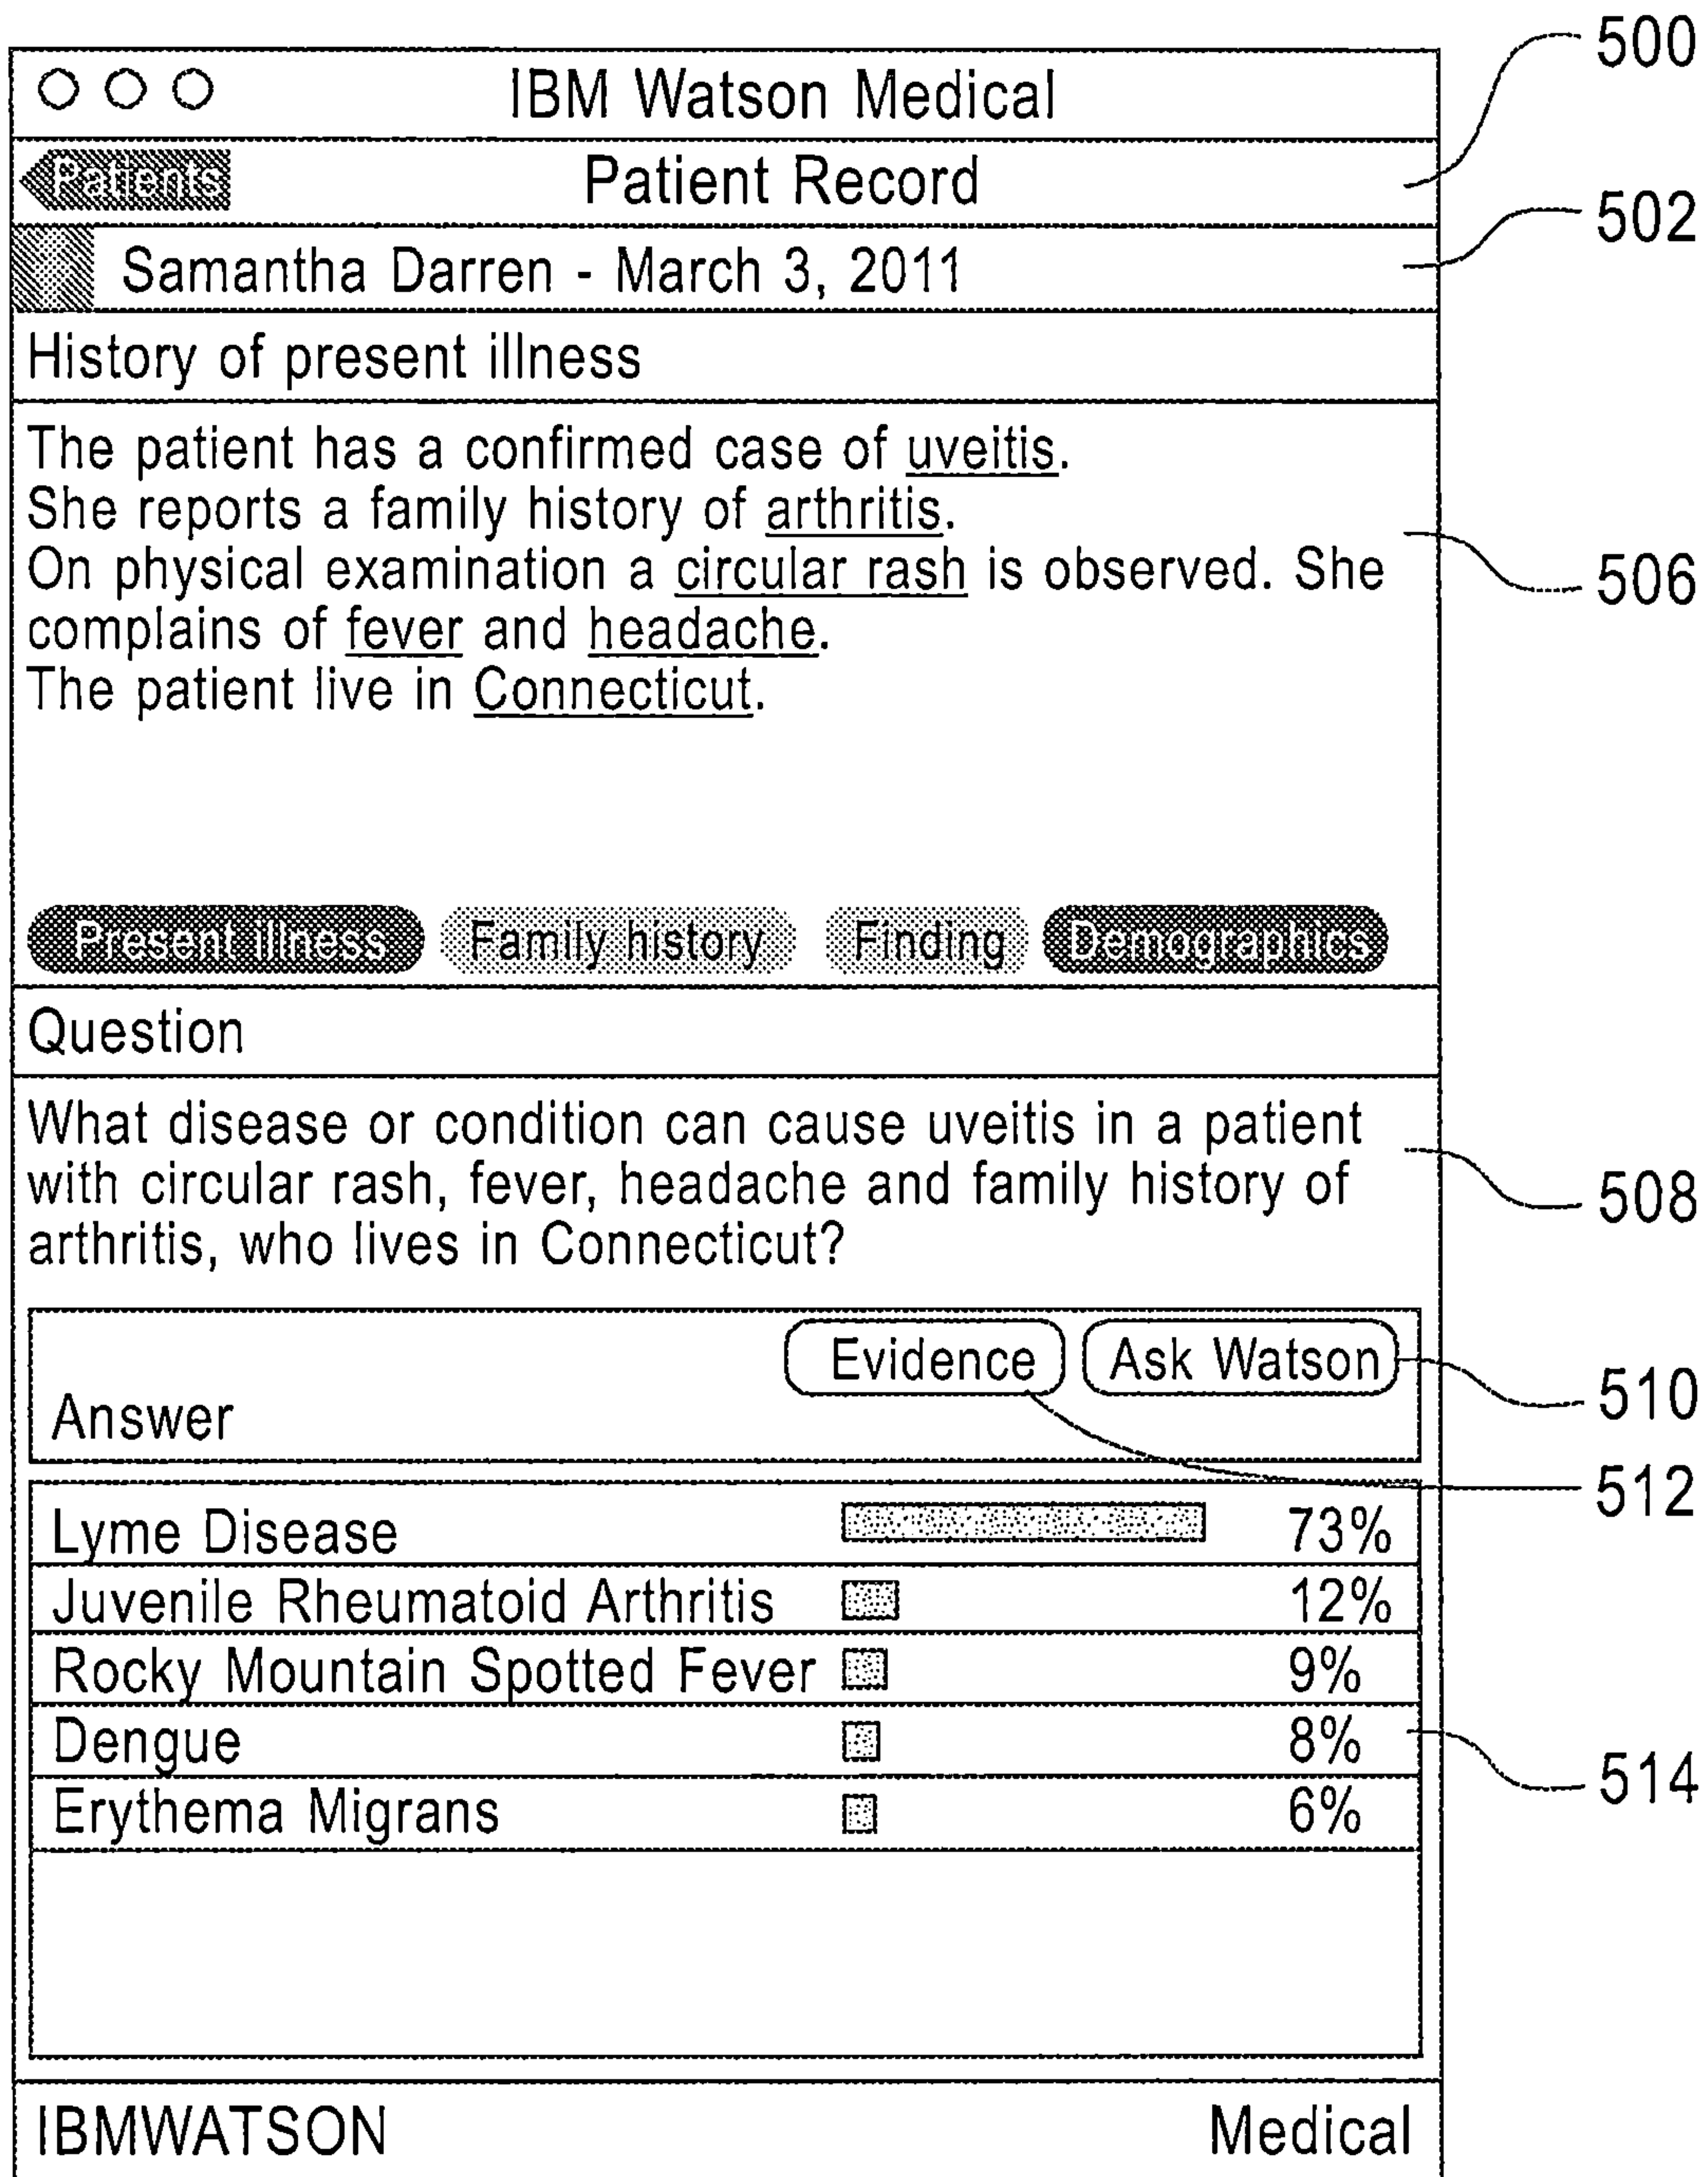 IBM Watson Medical
500
Patients
Patient Record
502
Samantha Darren - March 3, 2011
History of present illness
The patient has a confirmed case of uveitis.
She reports a family history of arthritis.
On physical examination a circular rash is observed. She
complains of fever and headache.
The patient live in Connecticut.
506
Present illness Family history Finding Demographics
Question
What disease or condition can cause uveitis in a patient
with circular rash, fever, headache and family history of
arthritis, who lives in Connecticut?
508
Evidence Ask Watson
510
Answer
512
Lyme Disease 73%
Juvenile Rheumatoid Arthritis 12%
Rocky Mountain Spotted Fever 9%
Dengue 8%
514
Erythema Migrans 6%
IBMWATSON Medical